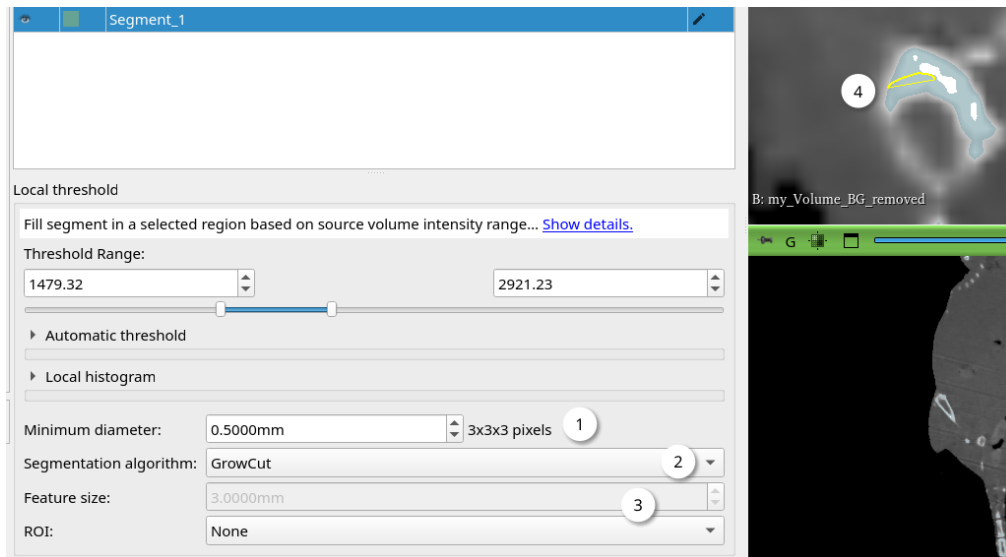 Segment_1
Local threshold
Fill segment in a selected region based on source volume intensity range... Show details.
Threshold Range:
1479.32 2921.23
Automatic threshold
Local histogram
Minimum diameter: 0.5000mm 3x3x3 pixels 1
Segmentation algorithm: GrowCut 2
Feature size: 3.0000mm 3
ROI: None
4
B: my_Volume_BG_removed
G